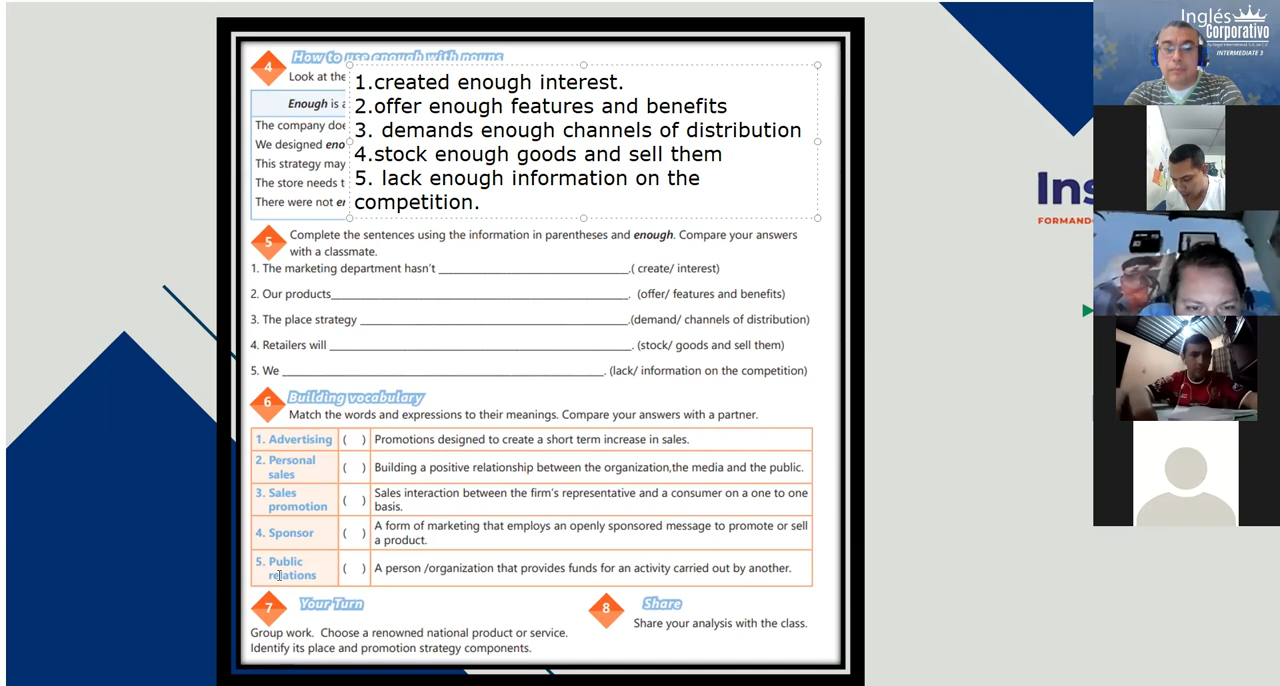 Inglés
Corporativo
INTERMEDIATE 3
4 How to use enough with nouns
Look at the
Enough is a
The company doe
We designed eno
This strategy may
The store needs t
There were not en
1.created enough interest.
2.offer enough features and benefits
3. demands enough channels of distribution
4.stock enough goods and sell them
5. lack enough information on the
competition.
Ins
FORMAND
5 Complete the sentences using the information in parentheses and enough. Compare your answers
with a classmate.
1. The marketing department hasn't ______________________________.( create/ interest)
2. Our products______________________________. (offer/ features and benefits)
3. The place strategy ______________________________.(demand/ channels of distribution)
4. Retailers will ______________________________. (stock/ goods and sell them)
5. We ______________________________. (lack/ information on the competition)
6 Building vocabulary
Match the words and expressions to their meanings. Compare your answers with a partner.
1. Advertising ( ) Promotions designed to create a short term increase in sales.
2. Personal
sales ( ) Building a positive relationship between the organization,the media and the public.
3. Sales
promotion ( ) Sales interaction between the firm's representative and a consumer on a one to one
basis.
4. Sponsor ( ) A form of marketing that employs an openly sponsored message to promote or sell
a product.
5. Public
relations ( ) A person /organization that provides funds for an activity carried out by another.
7 Your Turn
Group work. Choose a renowned national product or service.
Identify its place and promotion strategy components.
8 Share
Share your analysis with the class.